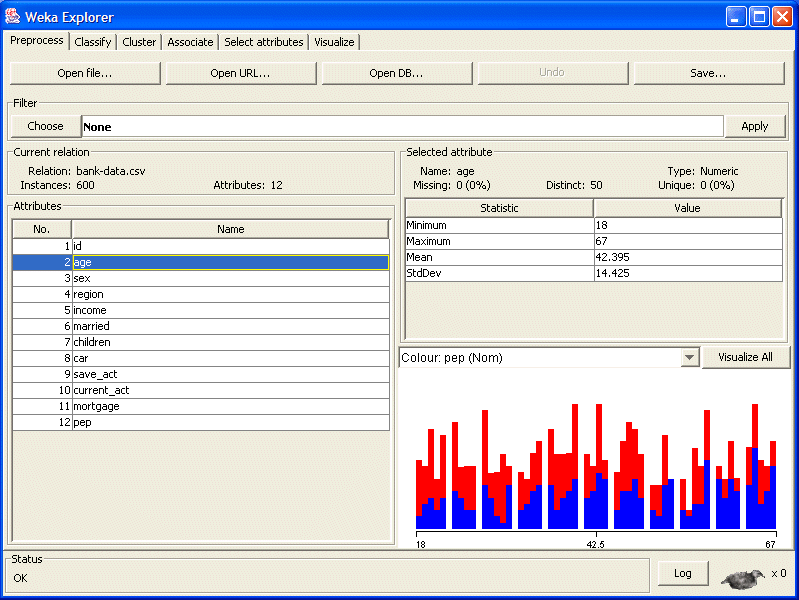 Weka Explorer
Preprocess Classify Cluster Associate Select attributes Visualize
Open file... Open URL... Open DB... Undo Save...
Filter
Choose None Apply
Current relation
Relation: bank-data.csv
Instances: 600 Attributes: 12
Attributes
No. Name
1 id
2 age
3 sex
4 region
5 income
6 married
7 children
8 car
9 save_act
10 current_act
11 mortgage
12 pep
Selected attribute
Name: age Type: Numeric
Missing: 0 (0%) Distinct: 50 Unique: 0 (0%)
Statistic Value
Minimum 18
Maximum 67
Mean 42.395
StdDev 14.425
Colour: pep (Nom) Visualize All
18 42.5 67
Status
OK
Log x 0